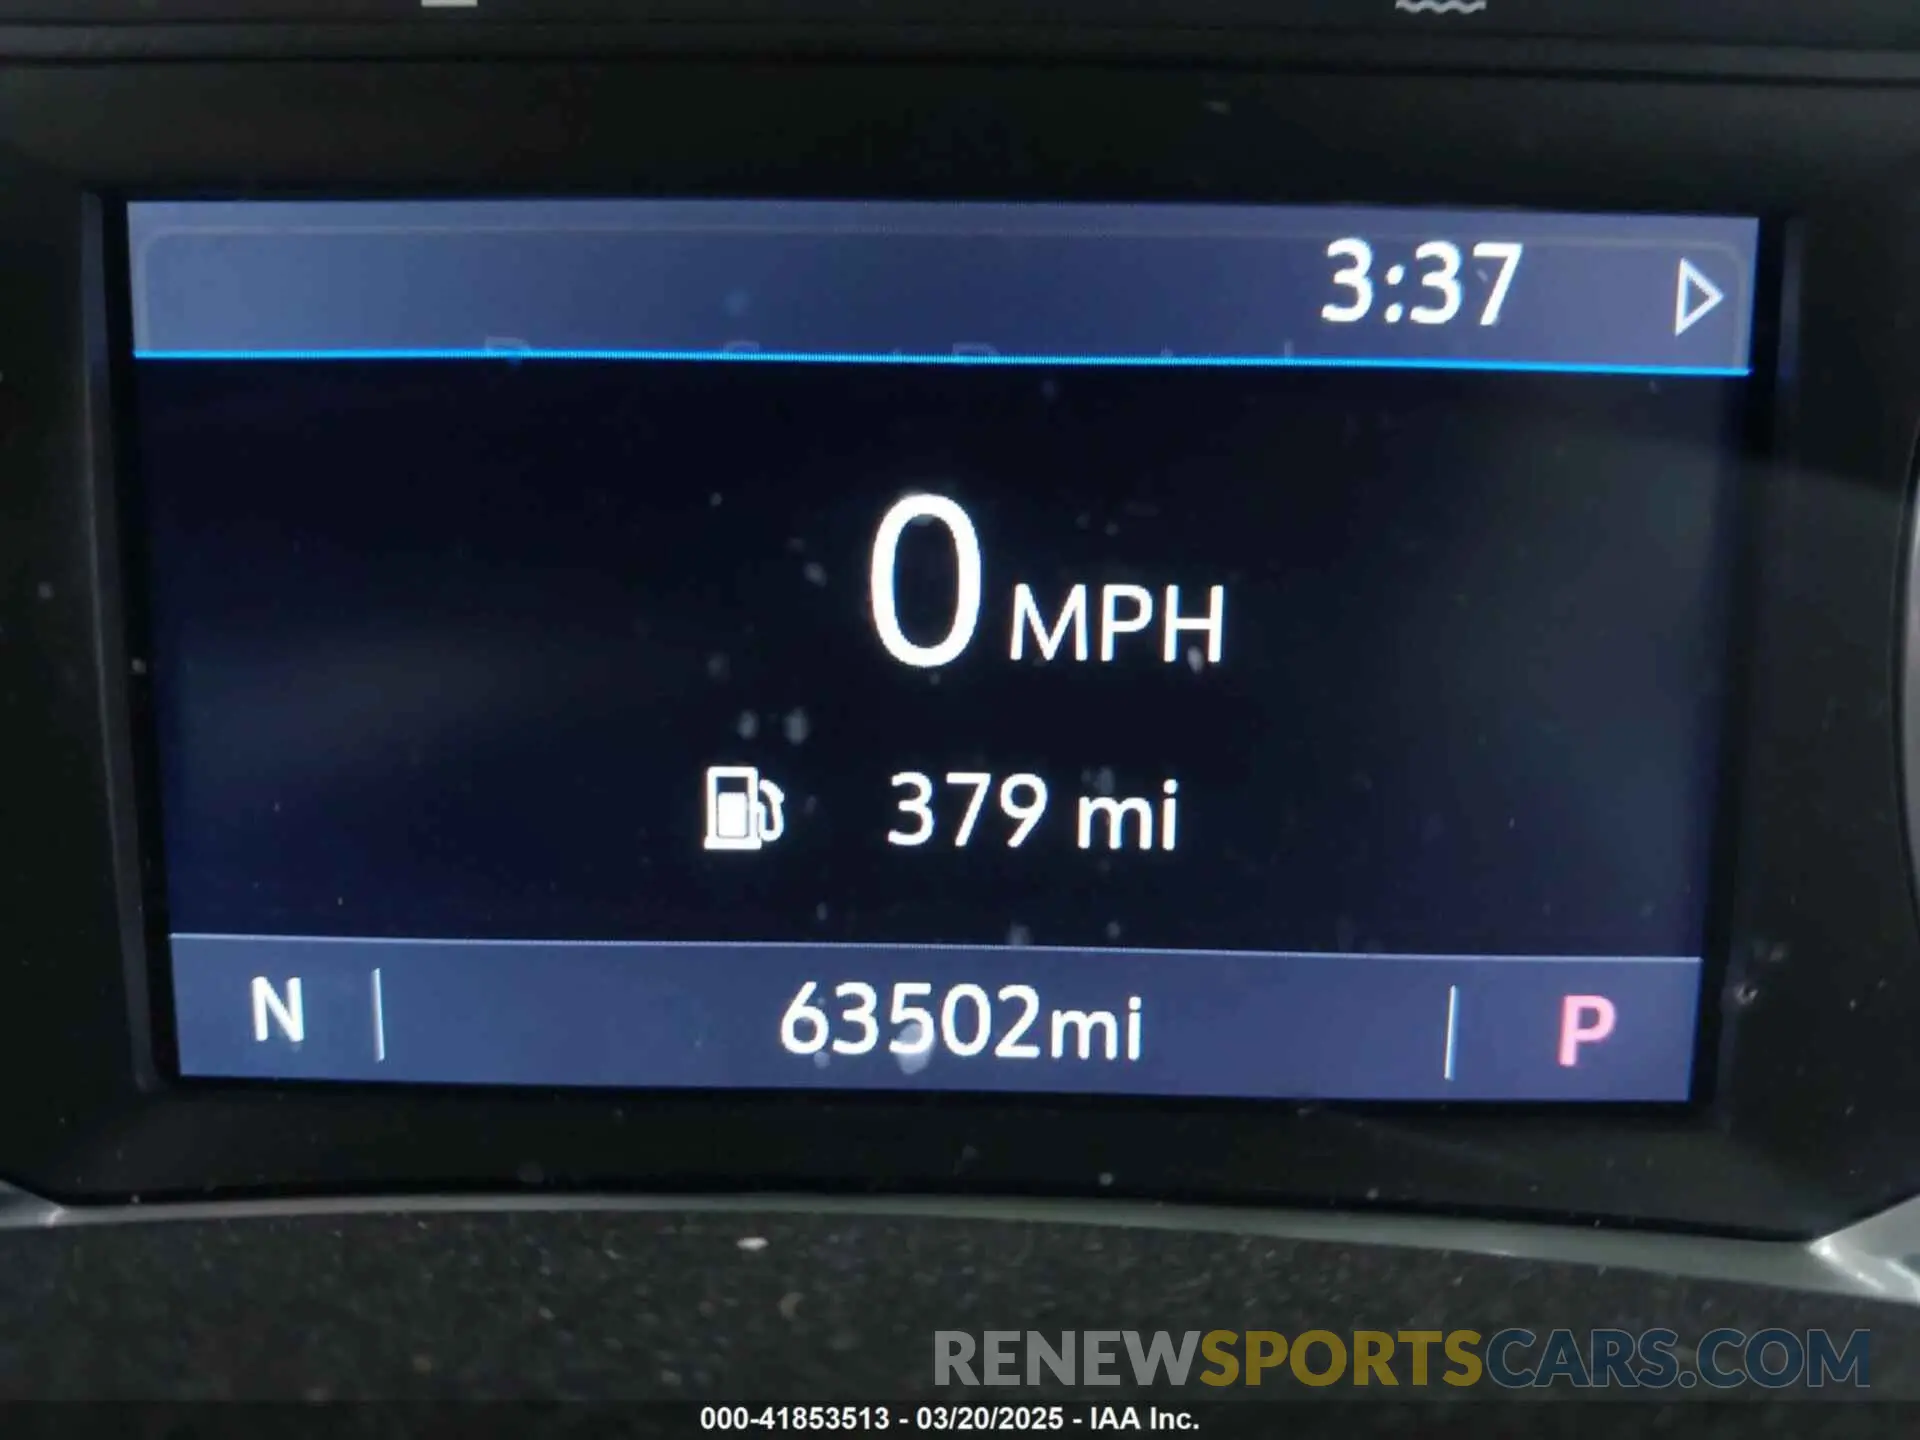 3:37
0 MPH
379 mi
N 63502mi P
RENEWSPORTSCARS.COM
000-41853513 - 03/20/2025 - IAA Inc.